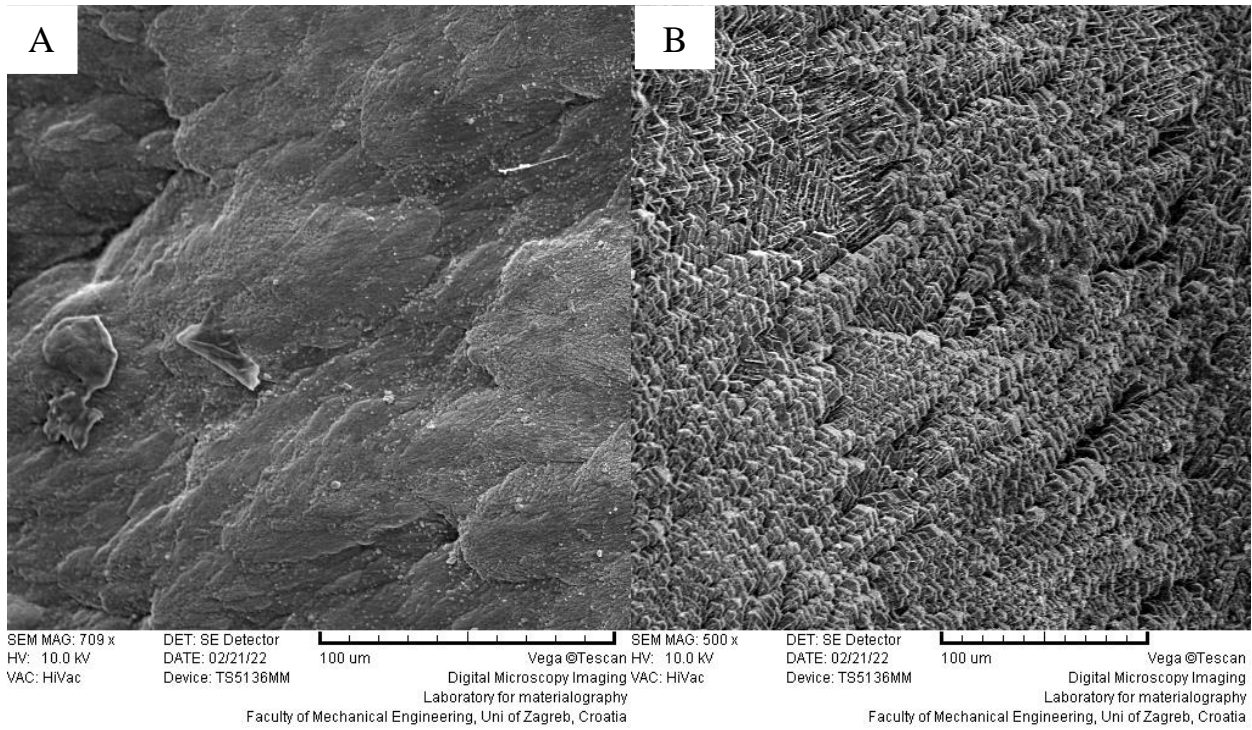 A
B
SEM MAG: 709 x
DET: SE Detector
HV: 10.0 kV
DATE: 02/21/22
100 um
Vega ©Tescan
VAC: HiVac
Device: TS5136MM
Digital Microscopy Imaging
Laboratory for materialography
Faculty of Mechanical Engineering, Uni of Zagreb, Croatia
SEM MAG: 500 x
DET: SE Detector
HV: 10.0 kV
DATE: 02/21/22
100 um
Vega ©Tescan
VAC: HiVac
Device: TS5136MM
Digital Microscopy Imaging
Laboratory for materialography
Faculty of Mechanical Engineering, Uni of Zagreb, Croatia